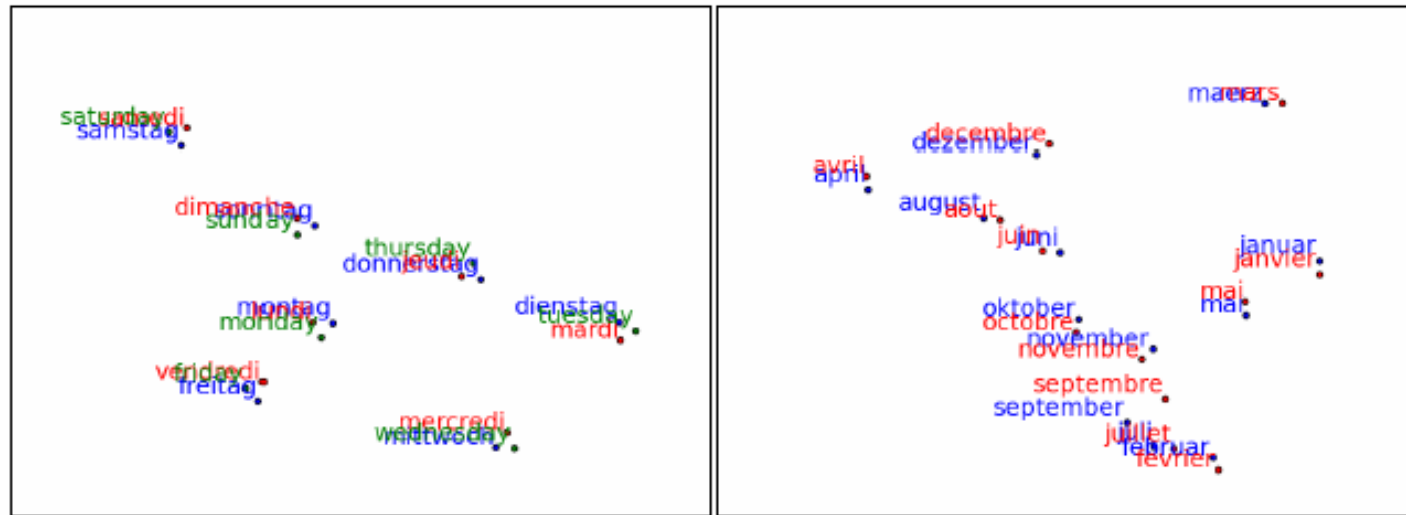 saturday
samedi
samstag
dimanche
sonntag
sunday
thursday
jeudi
donnerstag
montag
lundi
monday
dienstag
tuesday
mardi
vendredi
friday
freitag
mercredi
wednesday
mittwoch
maerz
mars
decembre
dezember
avril
april
august
aout
juin
juni
januar
janvier
mai
mai
oktober
octobre
november
novembre
septembre
september
juli
juillet
februar
fevrier